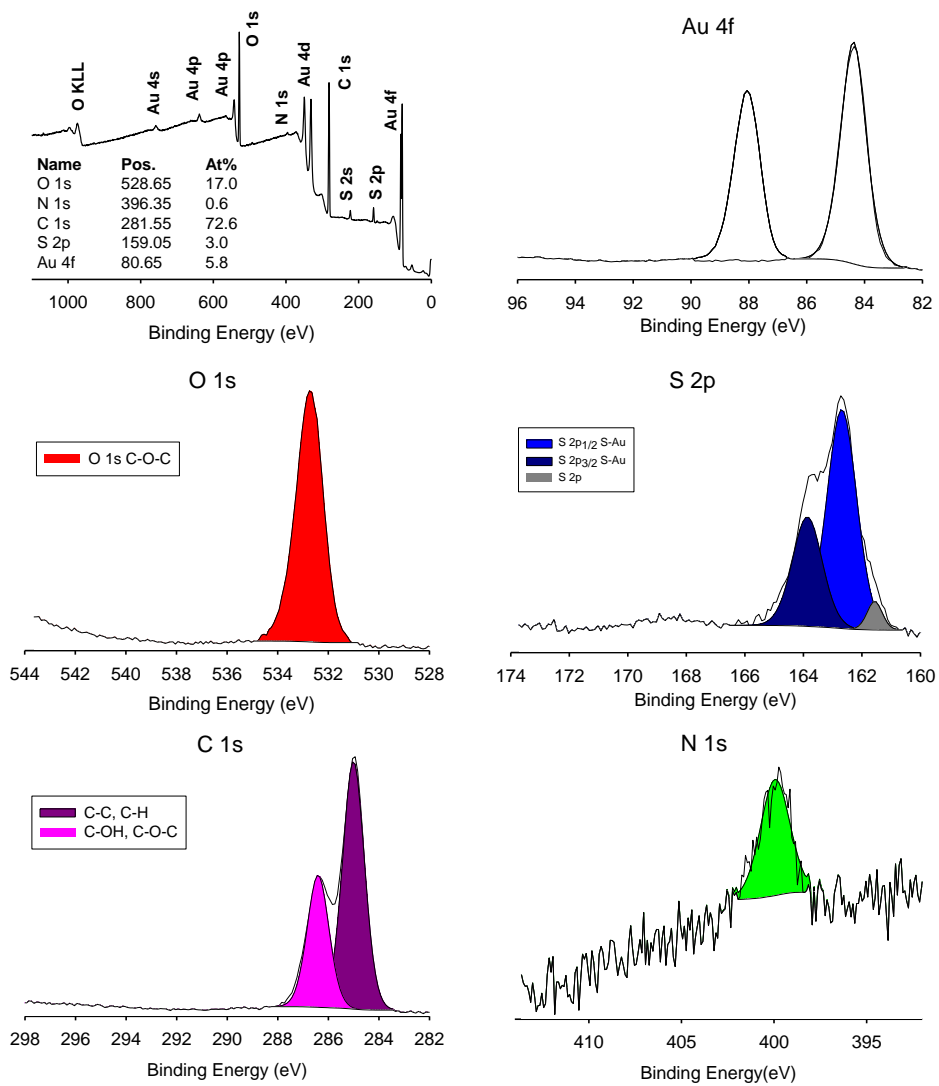 O KLL
Au 4s
Au 4p
Au 4p
O 1s
N 1s
Au 4d
C 1s
S 2s
S 2p
Au 4f
Name Pos. At%
O 1s 528.65 17.0
N 1s 396.35 0.6
C 1s 281.55 72.6
S 2p 159.05 3.0
Au 4f 80.65 5.8
1000 800 600 400 200 0
Binding Energy (eV)
Au 4f
96 94 92 90 88 86 84 82
Binding Energy (eV)
O 1s
O 1s C-O-C
544 542 540 538 536 534 532 530 528
Binding Energy (eV)
S 2p
S 2p1/2 S-Au
S 2p3/2 S-Au
S 2p
174 172 170 168 166 164 162 160
Binding Energy (eV)
C 1s
C-C, C-H
C-OH, C-O-C
298 296 294 292 290 288 286 284 282
Binding Energy (eV)
N 1s
410 405 400 395
Binding Energy(eV)